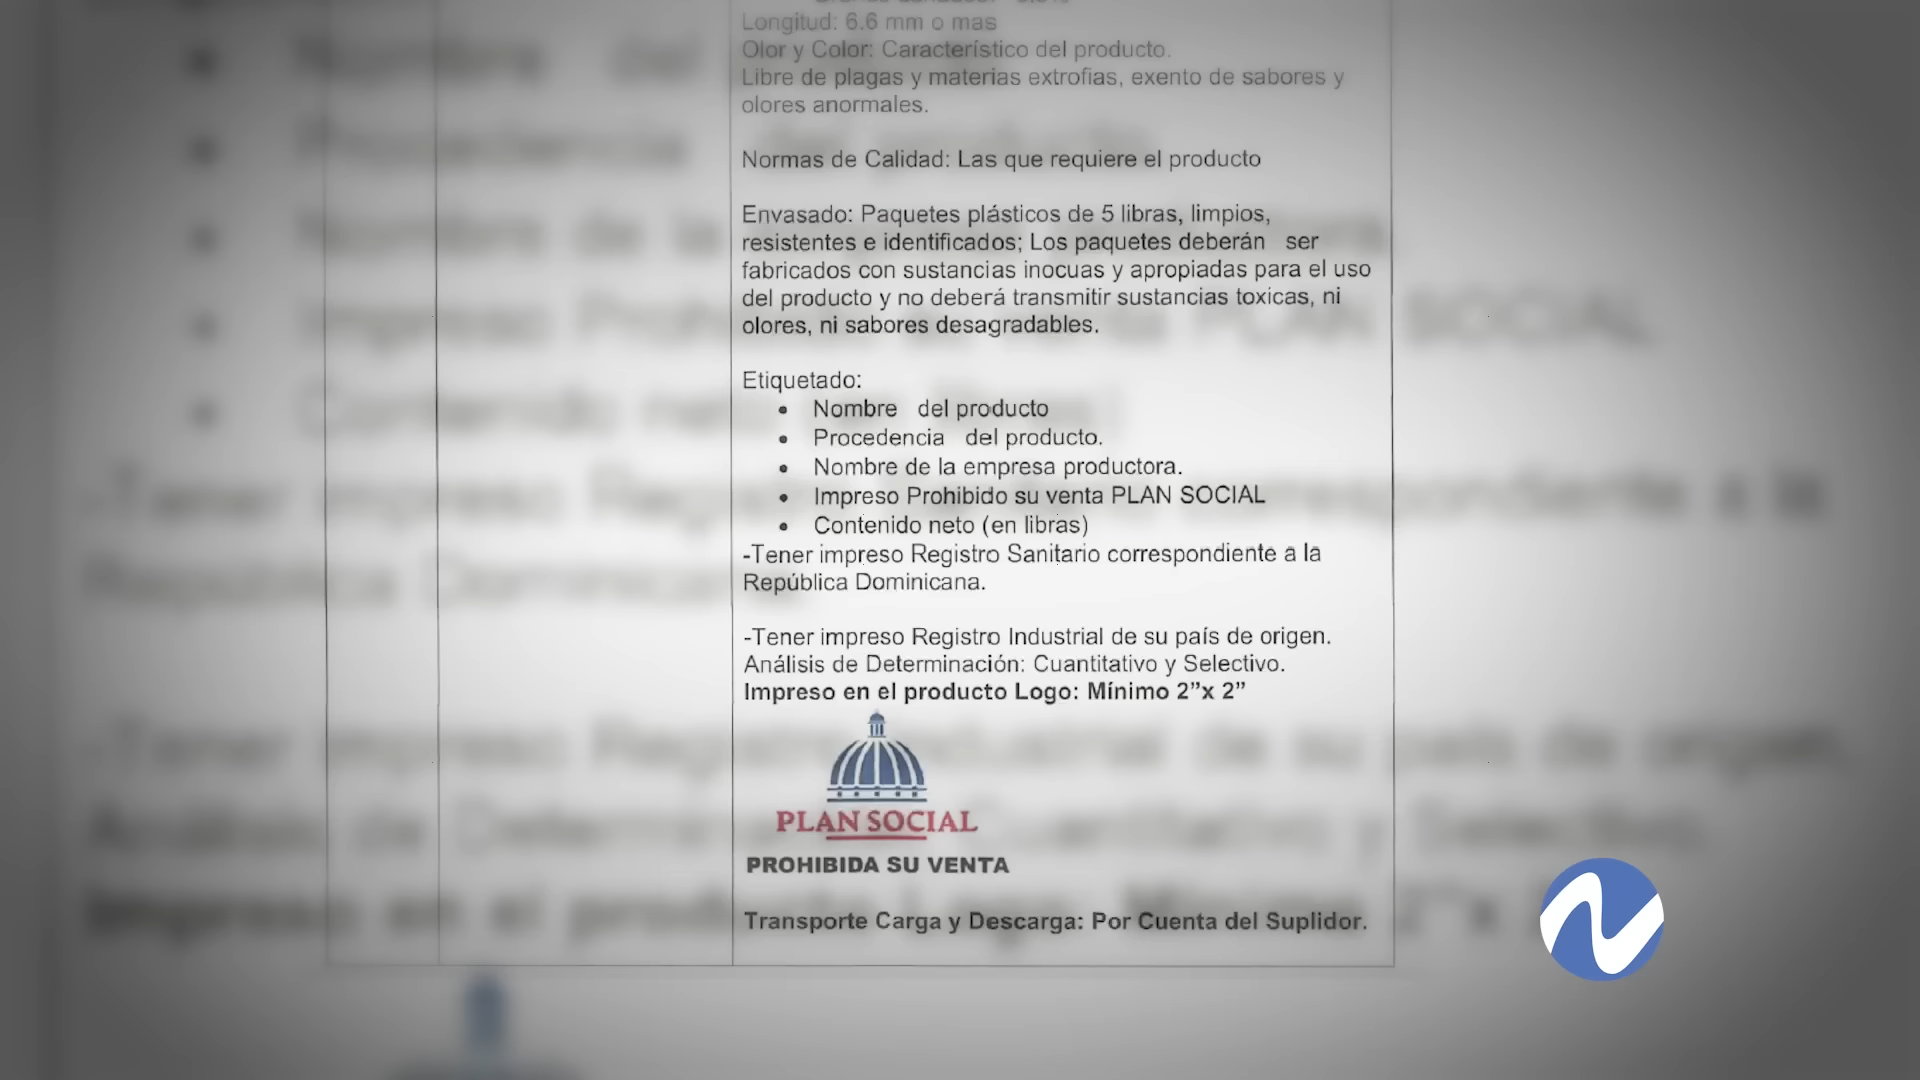 Longitud: 6.6 mm o mas
Olor y Color: Característico del producto.
Libre de plagas y materias extrofias, exento de sabores y
olores anormales.
Normas de Calidad: Las que requiere el producto
Envasado: Paquetes plásticos de 5 libras, limpios,
resistentes e identificados; Los paquetes deberán ser
fabricados con sustancias inocuas y apropiadas para el uso
del producto y no deberá transmitir sustancias toxicas, ni
olores, ni sabores desagradables.
Etiquetado:
• Nombre del producto
• Procedencia del producto.
• Nombre de la empresa productora.
• Impreso Prohibido su venta PLAN SOCIAL
• Contenido neto (en libras)
-Tener impreso Registro Sanitario correspondiente a la
República Dominicana.
-Tener impreso Registro Industrial de su país de origen.
Análisis de Determinación: Cuantitativo y Selectivo.
Impreso en el producto Logo: Mínimo 2”x 2”
PLAN SOCIAL
PROHIBIDA SU VENTA
Transporte Carga y Descarga: Por Cuenta del Suplidor.